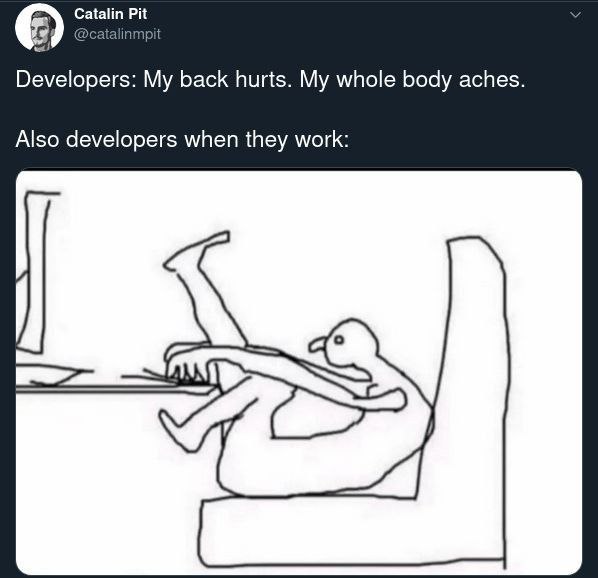 Catalin Pit
@catalinmpit
Developers: My back hurts. My whole body aches.
Also developers when they work: